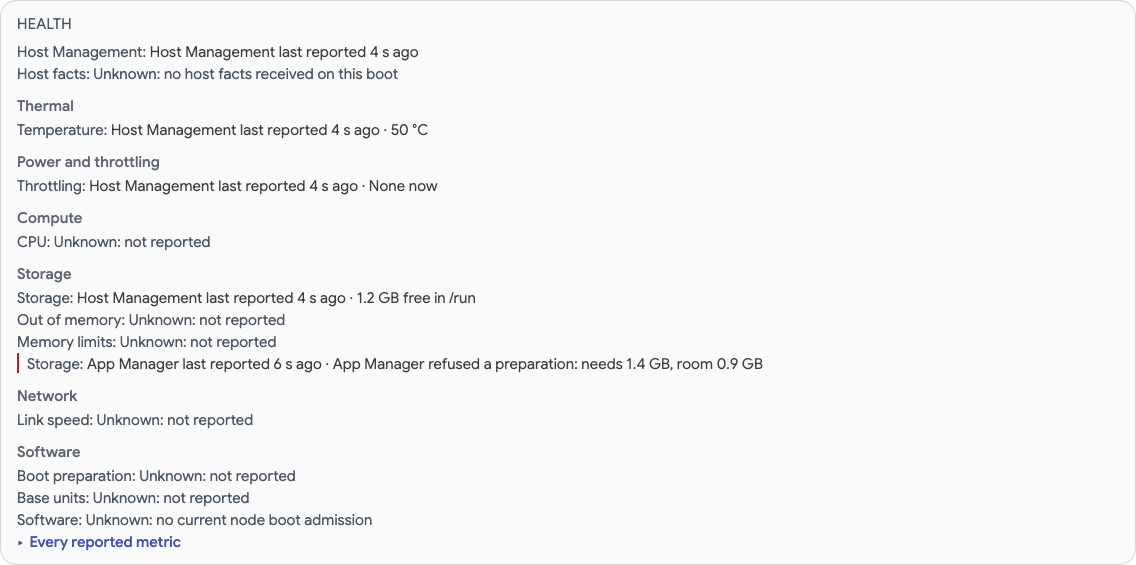 HEALTH
Host Management: Host Management last reported 4 s ago
Host facts: Unknown: no host facts received on this boot
Thermal
Temperature: Host Management last reported 4 s ago · 50 °C
Power and throttling
Throttling: Host Management last reported 4 s ago · None now
Compute
CPU: Unknown: not reported
Storage
Storage: Host Management last reported 4 s ago · 1.2 GB free in /run
Out of memory: Unknown: not reported
Memory limits: Unknown: not reported
Storage: App Manager last reported 6 s ago · App Manager refused a preparation: needs 1.4 GB, room 0.9 GB
Network
Link speed: Unknown: not reported
Software
Boot preparation: Unknown: not reported
Base units: Unknown: not reported
Software: Unknown: no current node boot admission
▸ Every reported metric